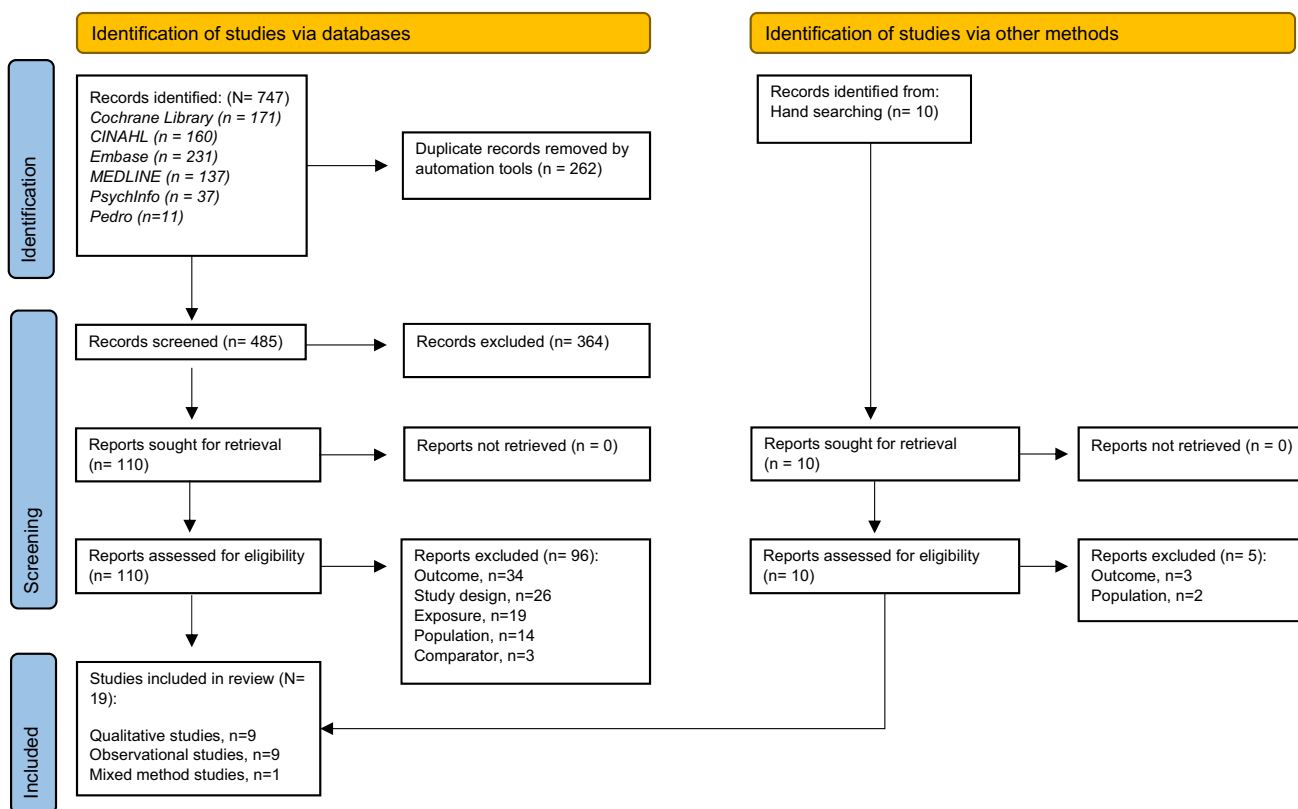 Identification of studies via databases
Identification of studies via other methods
Identification
Records identified: (N= 747)
Cochrane Library (n = 171)
CINAHL (n = 160)
Embase (n = 231)
MEDLINE (n = 137)
PsychInfo (n = 37)
Pedro (n=11)
Duplicate records removed by
automation tools (n = 262)
Records identified from:
Hand searching (n= 10)
Screening
Records screened (n= 485)
Records excluded (n= 364)
Reports sought for retrieval
(n= 110)
Reports not retrieved (n = 0)
Reports sought for retrieval
(n = 10)
Reports not retrieved (n = 0)
Reports assessed for eligibility
(n= 110)
Reports excluded (n= 96):
Outcome, n=34
Study design, n=26
Exposure, n=19
Population, n=14
Comparator, n=3
Reports assessed for eligibility
(n= 10)
Reports excluded (n= 5):
Outcome, n=3
Population, n=2
Included
Studies included in review (N=
19):
Qualitative studies, n=9
Observational studies, n=9
Mixed method studies, n=1